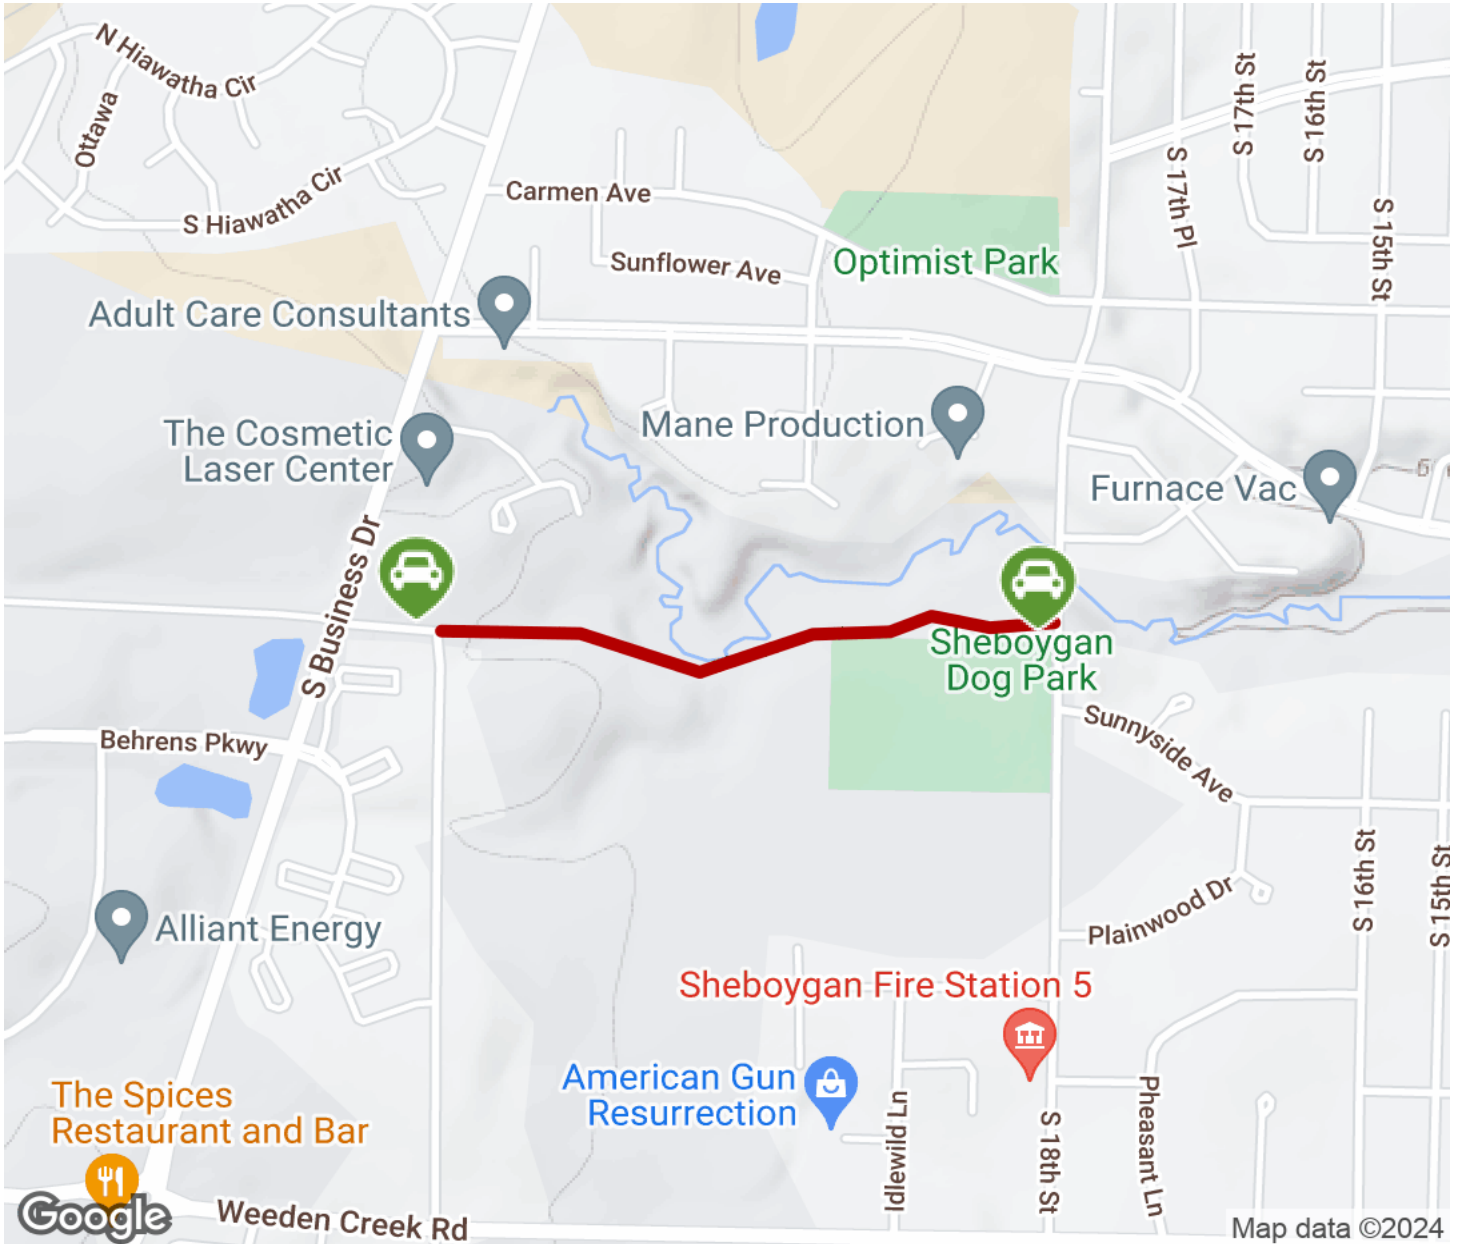 N Hiawatha Cir
Ottawa
S Hiawatha Cir
Carmen Ave
Sunflower Ave
Optimist Park
S 17th St
S 16th St
S 17th Pl
S 15th St
Adult Care Consultants
The Cosmetic
Laser Center
Mane Production
Furnace Vac
S Business Dr
Sheboygan
Dog Park
Behrens Pkwy
Sunnyside Ave
S 16th St
S 15th St
Plainwood Dr
Alliant Energy
Sheboygan Fire Station 5
American Gun
Resurrection
Idlewild Ln
S 18th St
Pheasant Ln
The Spices
Restaurant and Bar
Google
Weeden Creek Rd
Map data ©2024